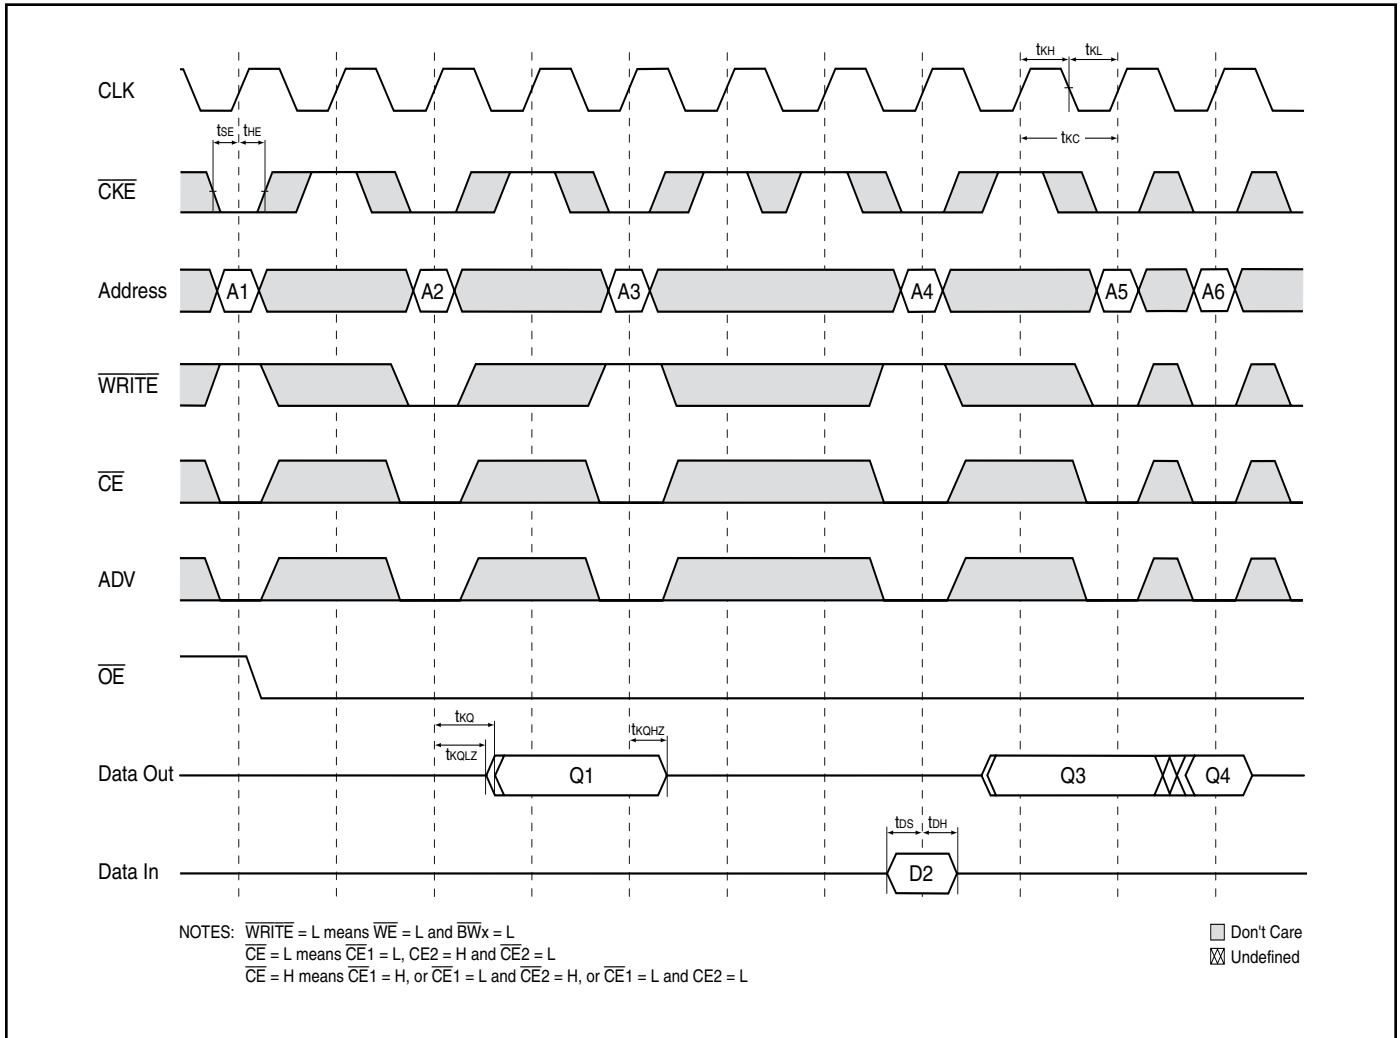 tKH tKL
CLK
tSE tHE
tKC
CKE
Address A1 A2 A3 A4 A5 A6
WRITE
CE
ADV
OE
tKQ
tKQLZ tKQHZ
Data Out Q1 Q3 Q4
tDS tDH
Data In D2
NOTES: WRITE = L means WE = L and BWx = L
CE = L means CE1 = L, CE2 = H and CE2 = L
CE = H means CE1 = H, or CE1 = L and CE2 = H, or CE1 = L and CE2 = L
Don't Care
Undefined